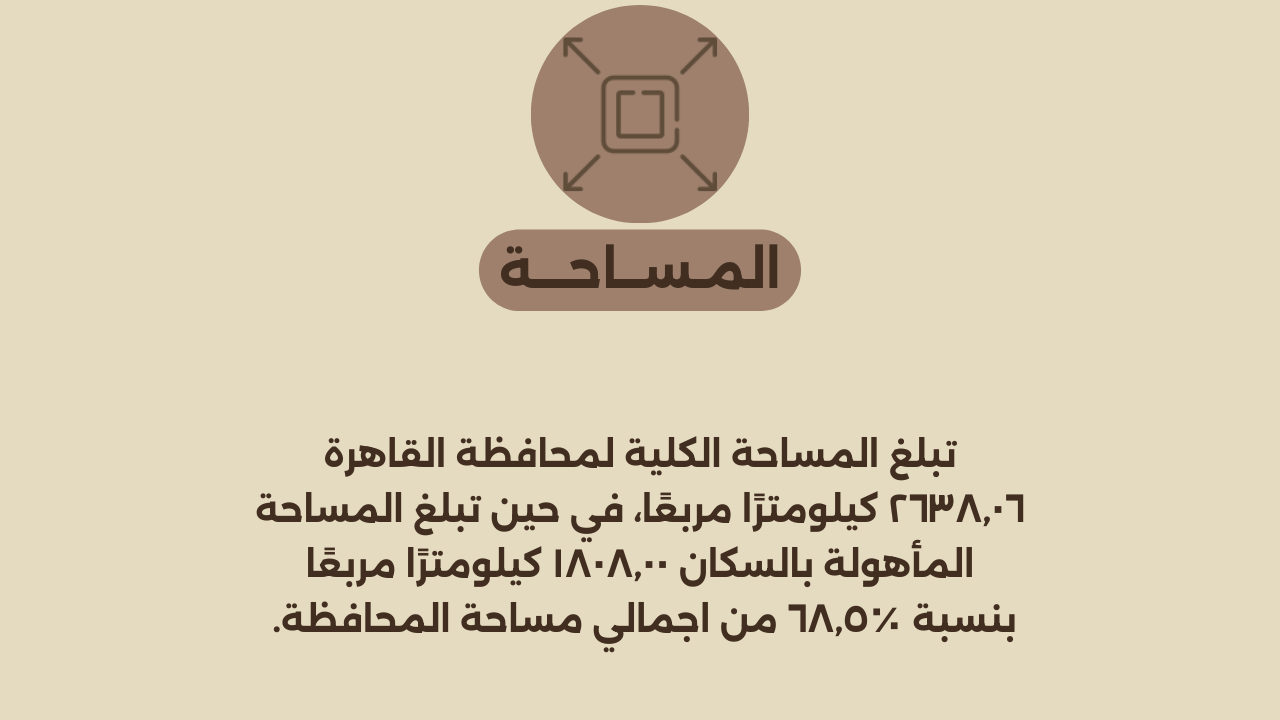 المساحة
تبلغ المساحة الكلية لمحافظة القاهرة
٢٦٣٨,٠٦ كيلومترًا مربعًا، في حين تبلغ المساحة
المأهولة بالسكان ١٨٠٨,٠٠ كيلومترًا مربعًا
بنسبة ٦٨,٥٪ من اجمالي مساحة المحافظة.